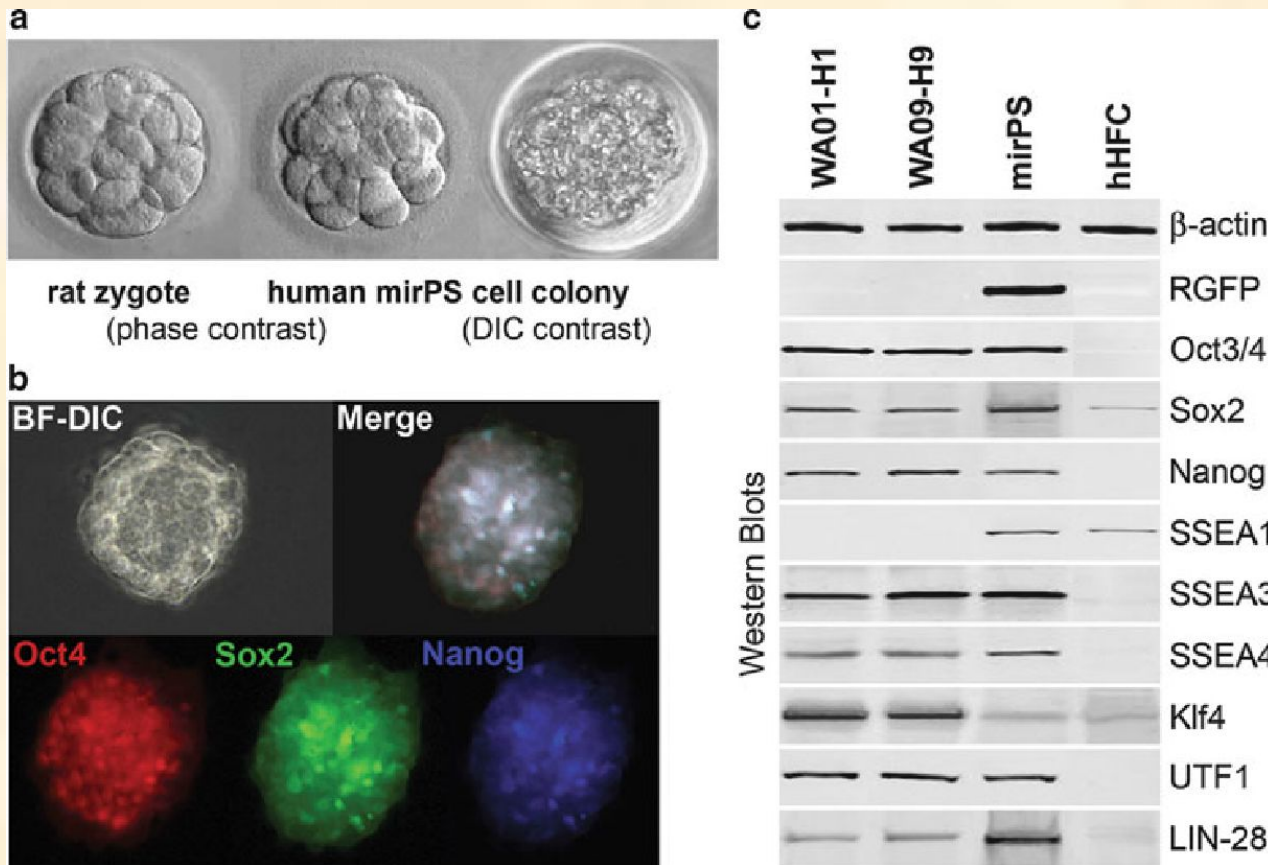 a
rat zygote
(phase contrast)
human mirPS cell colony
(DIC contrast)
b
BF-DIC
Merge
Oct4
Sox2
Nanog
c
WA01-H1
WA09-H9
mirPS
hHFC
Western Blots
β-actin
RGFP
Oct3/4
Sox2
Nanog
SSEA1
SSEA3
SSEA4
Klf4
UTF1
LIN-28